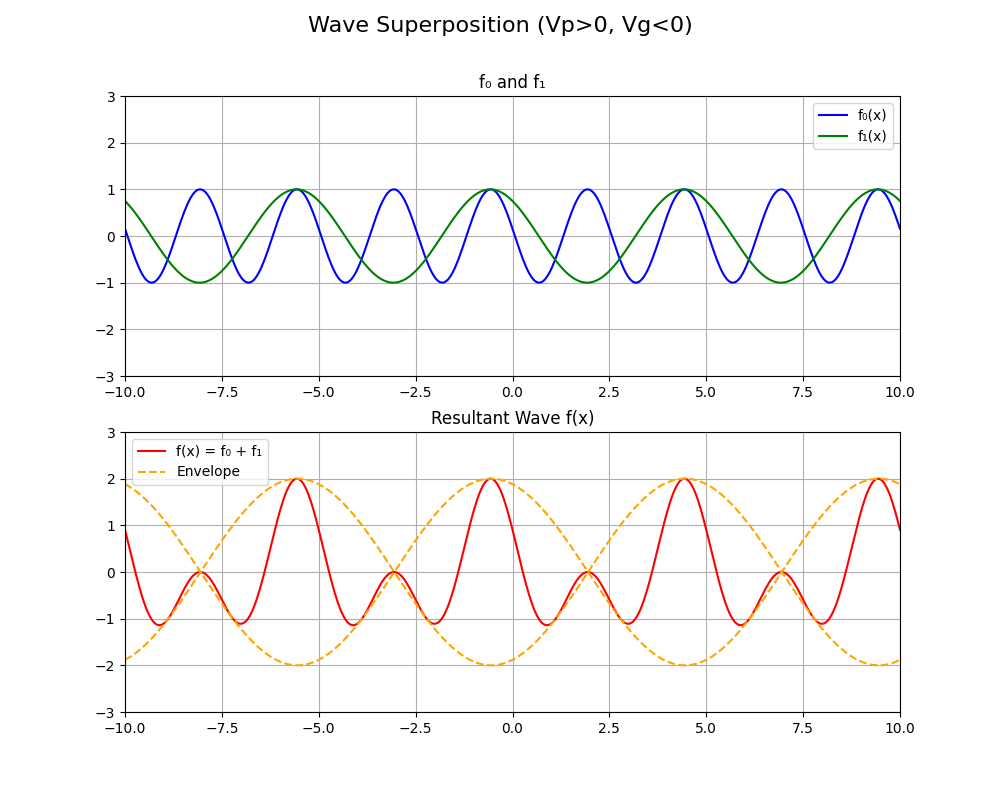 Wave Superposition (Vp>0, Vg<0)
f₀ and f₁
3
2
1
0
−1
−2
−3
f₀(x)
f₁(x)
−10.0 −7.5 −5.0 −2.5 0.0 2.5 5.0 7.5 10.0
Resultant Wave f(x)
3
2
1
0
−1
−2
−3
f(x) = f₀ + f₁
Envelope
−10.0 −7.5 −5.0 −2.5 0.0 2.5 5.0 7.5 10.0